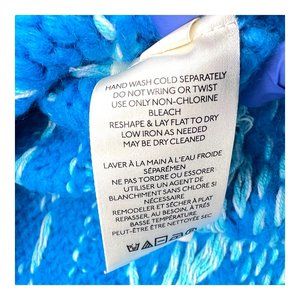 HAND WASH COLD SEPARATELY
DO NOT WRING OR TWIST
USE ONLY NON-CHLORINE
BLEACH
RESHAPE & LAY FLAT TO DRY
LOW IRON AS NEEDED
MAY BE DRY CLEANED
LAVER À LA MAIN À L'EAU FROIDE
SÉPARÉMEN
NE PAS TORDRE OU ESSORER
UTILISER UN AGENT DE
BLANCHIMENT SANS CHLORE SI
NÉCESSAIRE
REMODELER ET SÉCHER À PLAT
REPASSER, AU BESOIN, À TRÈS
BASSE TEMPÉRATURE.
PEUT-ÊTRE ÊTRE NETTOYÉ SEC